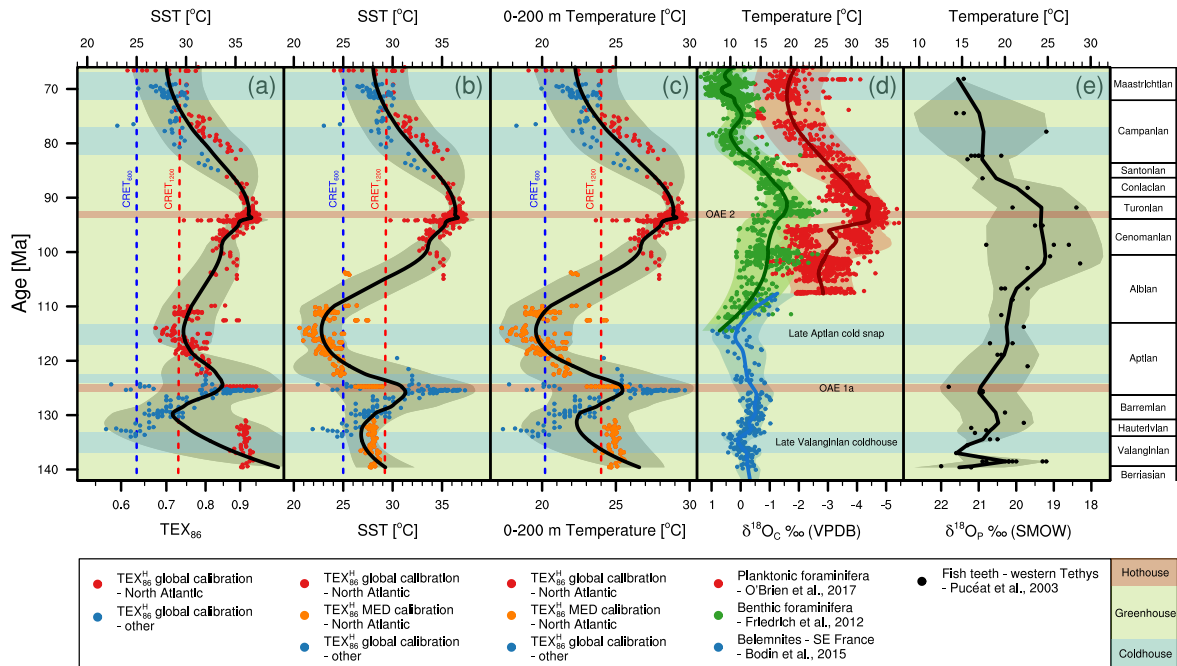 SST [°C]
SST [°C]
0-200 m Temperature [°C]
Temperature [°C]
Temperature [°C]
20 25 30 35
20 25 30 35
20 25 30
10 15 20 25 30 35
10 15 20 25 30
(a)
(b)
(c)
(d)
(e)
Age [Ma]
70
80
90
100
110
120
130
140
CRET600
CRET1200
CRET600
CRET1200
CRET600
CRET1200
OAE 2
Late Aptian cold snap
OAE 1a
Late Valanginian coldhouse
Maastrichtian
Campanian
Santonian
Coniacian
Turonian
Cenomanian
Albian
Aptian
Barremian
Hauterivian
Valanginian
Berriasian
0.6 0.7 0.8 0.9
20 25 30 35
20 25 30
1 0 -1 -2 -3 -4 -5
22 21 20 19 18
TEX86
SST [°C]
0-200 m Temperature [°C]
δ18OC ‰ (VPDB)
δ18OP ‰ (SMOW)
TEXH86 global calibration
- North Atlantic
TEXH86 global calibration
- other
TEXH86 global calibration
- North Atlantic
TEXH86 MED calibration
- North Atlantic
TEXH86 global calibration
- other
TEXH86 global calibration
- North Atlantic
TEXH86 MED calibration
- North Atlantic
TEXH86 global calibration
- other
Planktonic foraminifera
- O'Brien et al., 2017
Benthic foraminifera
- Friedrich et al., 2012
Belemnites - SE France
- Bodin et al., 2015
Fish teeth - western Tethys
- Pucéat et al., 2003
Hothouse
Greenhouse
Coldhouse